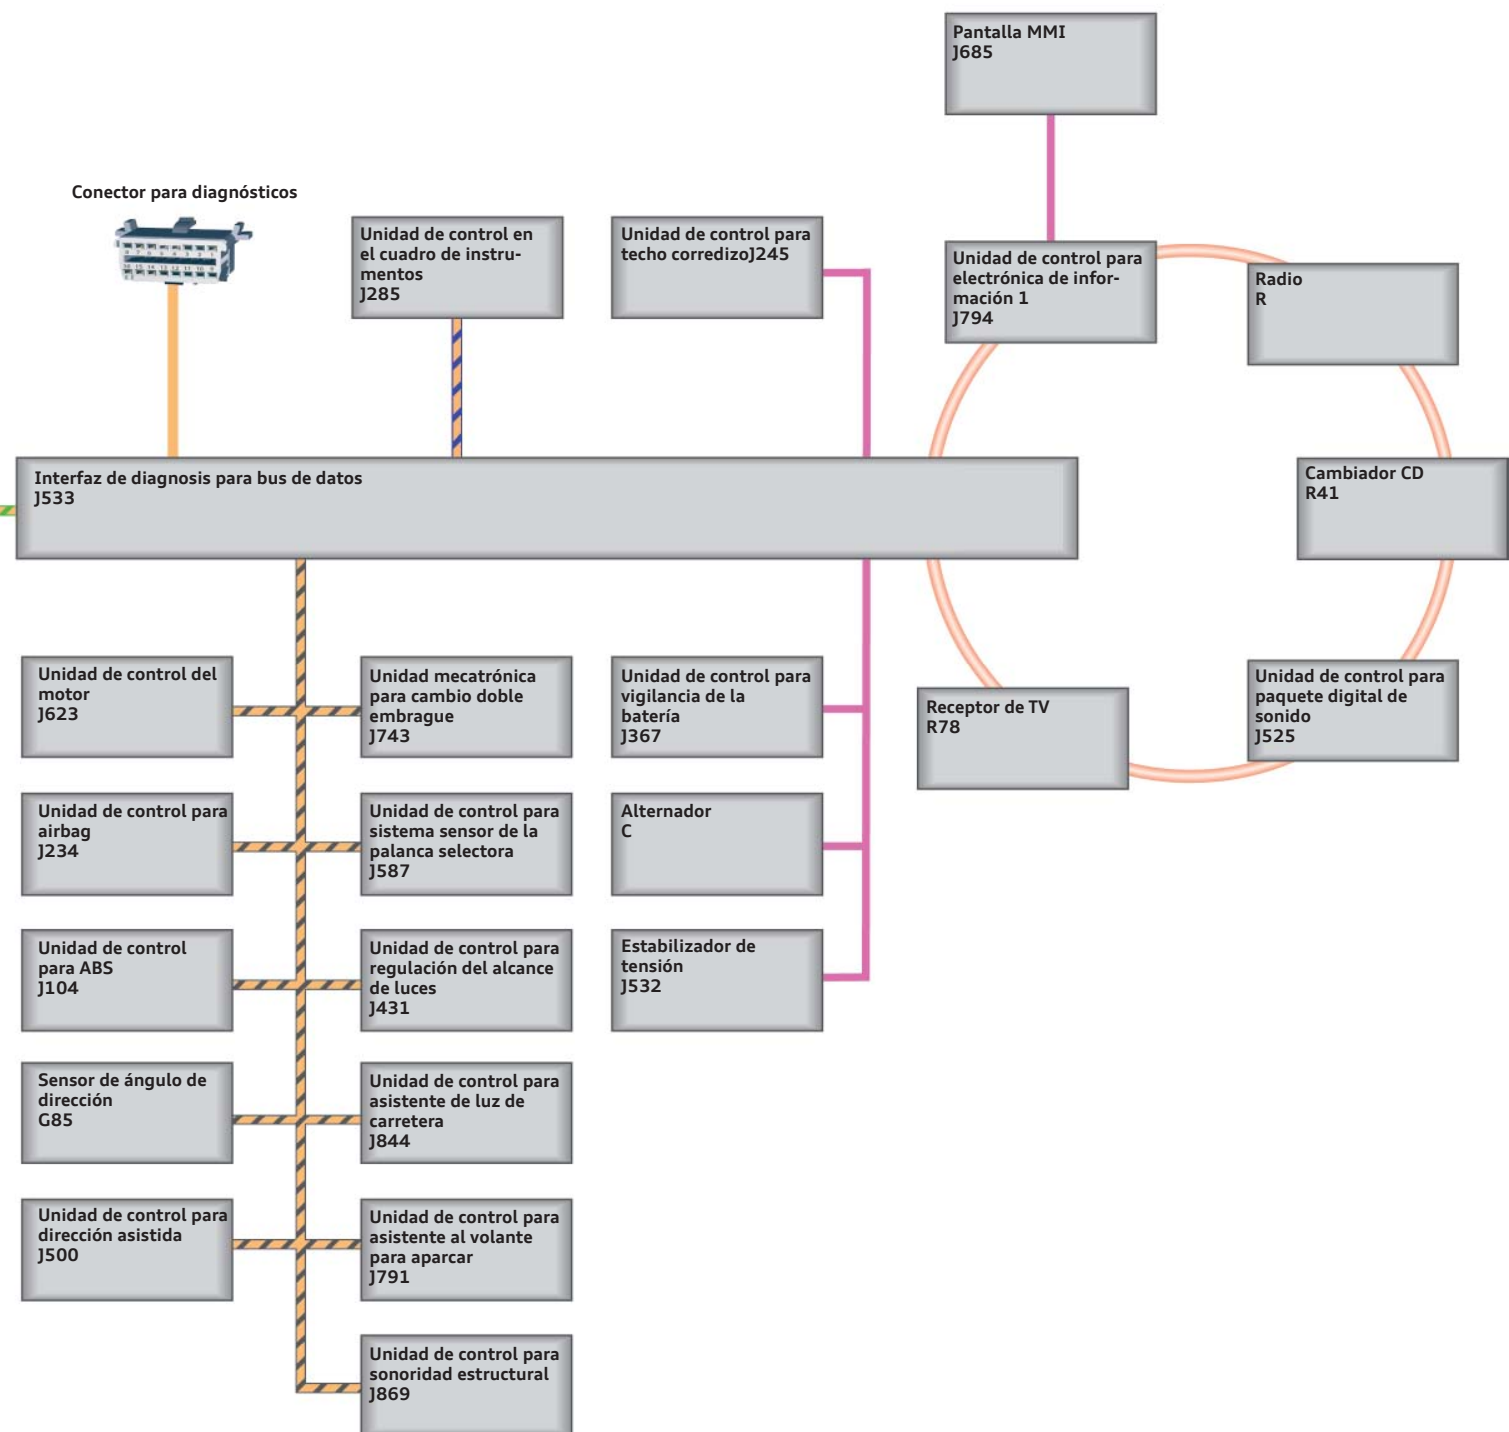 Pantalla MMI
J685
Conector para diagnósticos
Unidad de control en
el cuadro de instru-
mentos
J285
Unidad de control para
techo corredizoJ245
Unidad de control para
electrónica de infor-
mación 1
J794
Radio
R
Interfaz de diagnosis para bus de datos
J533
Cambiador CD
R41
Unidad de control del
motor
J623
Unidad mecatrónica
para cambio doble
embrague
J743
Unidad de control para
vigilancia de la
batería
J367
Receptor de TV
R78
Unidad de control para
paquete digital de
sonido
J525
Unidad de control para
airbag
J234
Unidad de control para
sistema sensor de la
palanca selectora
J587
Alternador
C
Unidad de control
para ABS
J104
Unidad de control para
regulación del alcance
de luces
J431
Estabilizador de
tensión
J532
Sensor de ángulo de
dirección
G85
Unidad de control para
asistente de luz de
carretera
J844
Unidad de control para
dirección asistida
J500
Unidad de control para
asistente al volante
para aparcar
J791
Unidad de control para
sonoridad estructural
J869